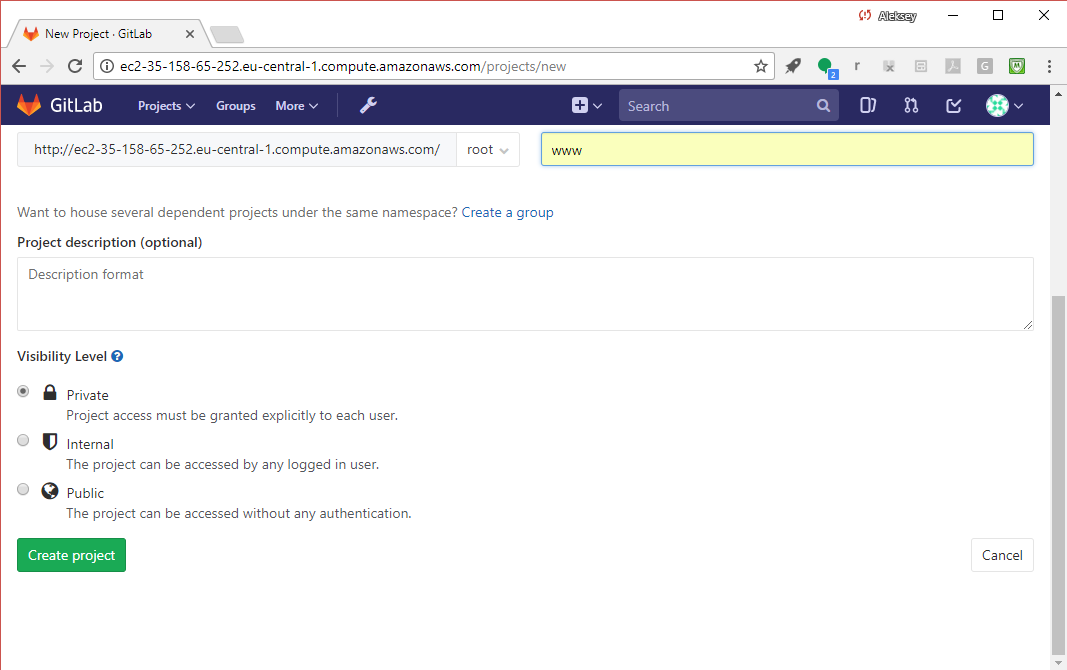 Aleksey
New Project · GitLab
ec2-35-158-65-252.eu-central-1.compute.amazonaws.com/projects/new
2
r
G
GitLab Projects Groups More Search
http://ec2-35-158-65-252.eu-central-1.compute.amazonaws.com/ root www
Want to house several dependent projects under the same namespace? Create a group
Project description (optional)
Description format
Visibility Level ?
Private
Project access must be granted explicitly to each user.
Internal
The project can be accessed by any logged in user.
Public
The project can be accessed without any authentication.
Create project Cancel